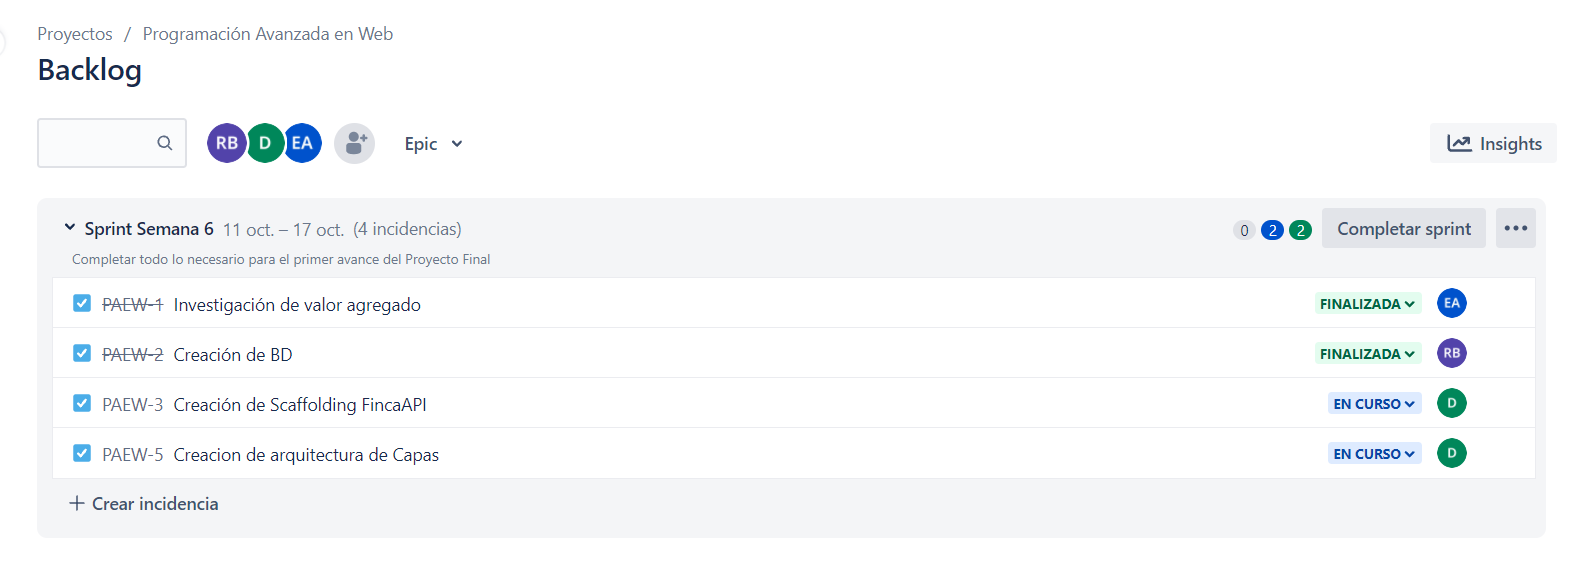 Proyectos / Programación Avanzada en Web
Backlog
RB D EA Epic Insights
Sprint Semana 6 11 oct. – 17 oct. (4 incidencias) 0 2 2 Completar sprint
Completar todo lo necesario para el primer avance del Proyecto Final
PAEW-1 Investigación de valor agregado FINALIZADA EA
PAEW-2 Creación de BD FINALIZADA RB
PAEW-3 Creación de Scaffolding FincaAPI EN CURSO D
PAEW-5 Creacion de arquitectura de Capas EN CURSO D
+ Crear incidencia